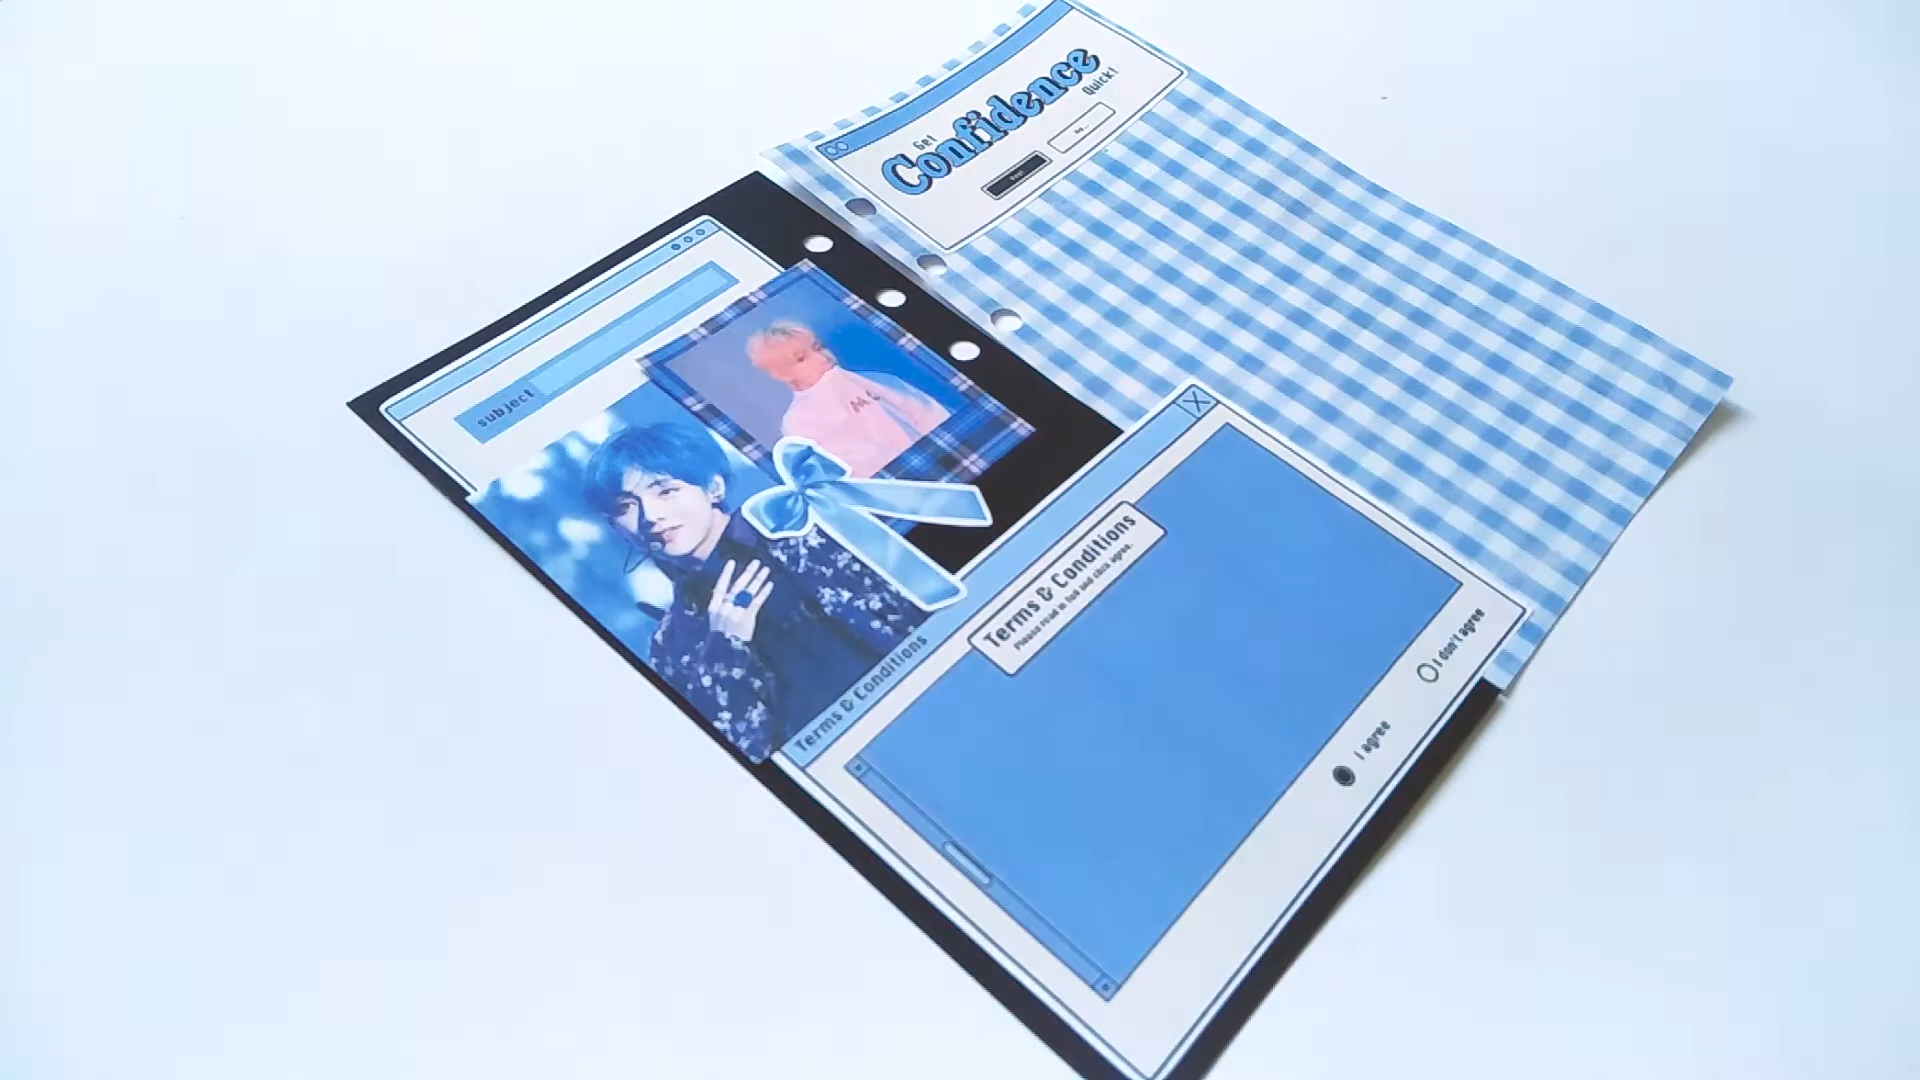 Get
Confidence
Quick!
subject
Terms & Conditions
Terms & Conditions
Please read in full and click agree.
I don't agree
I agree